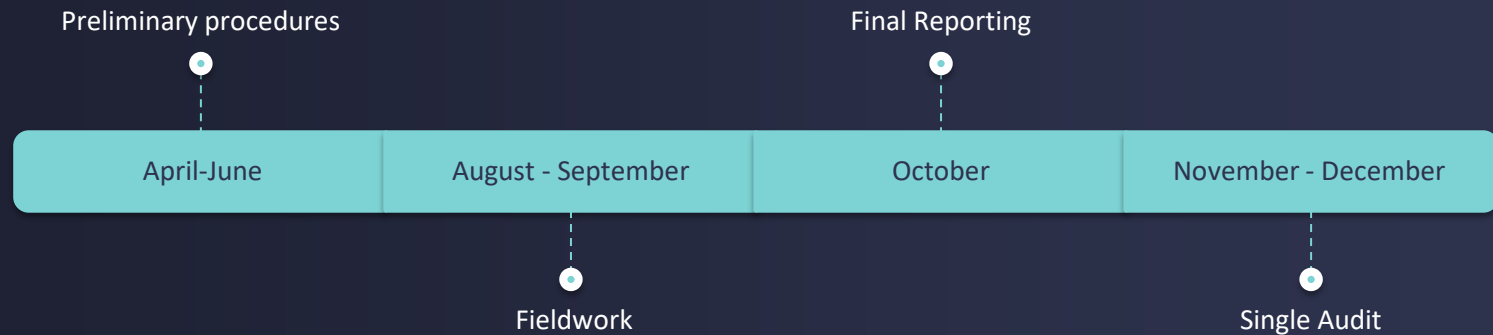 Preliminary procedures
Final Reporting
April-June
August - September
October
November - December
Fieldwork
Single Audit